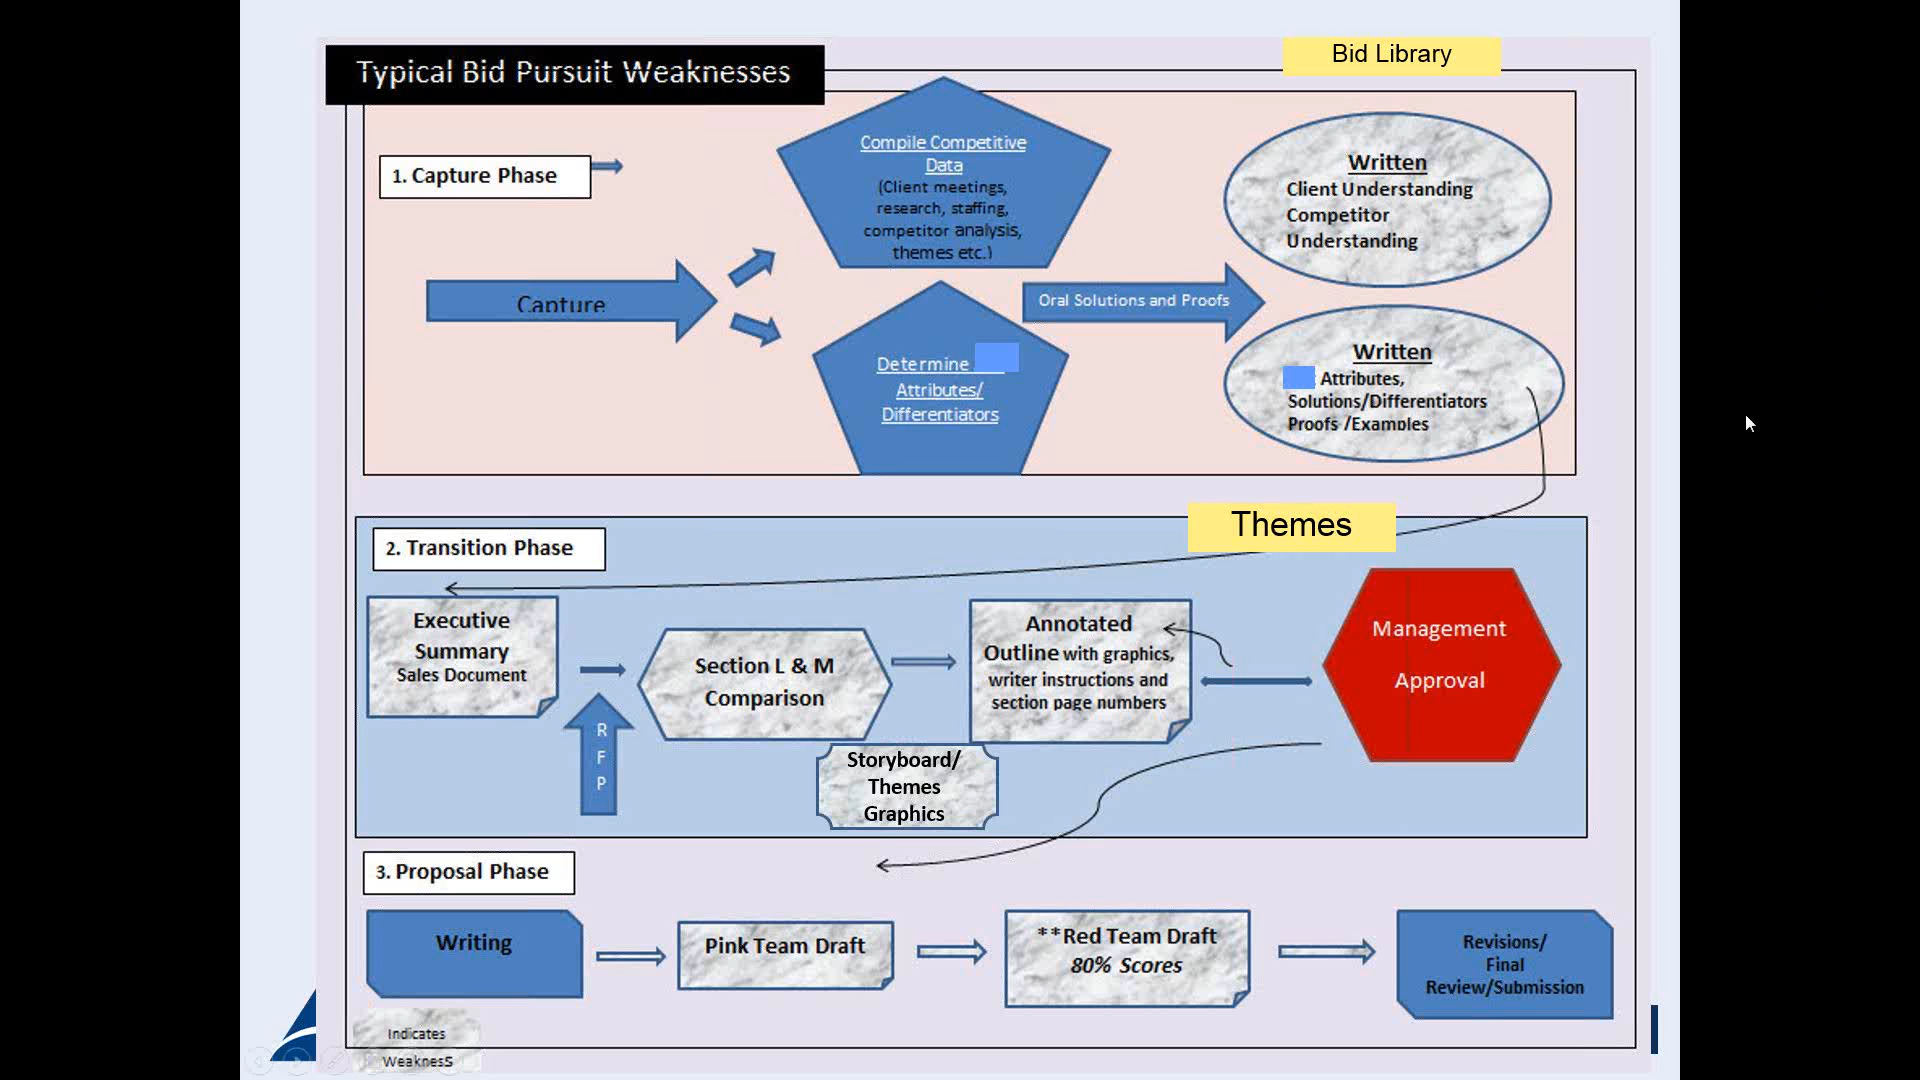 Typical Bid Pursuit Weaknesses
Bid Library
1. Capture Phase
Compile Competitive
Data
(Client meetings,
research, staffing,
competitor analysis,
themes etc.)
Written
Client Understanding
Competitor
Understanding
Capture
Oral Solutions and Proofs
Determine
Attributes/
Differentiators
Written
Attributes,
Solutions/Differentiators
Proofs /Examples
Themes
2. Transition Phase
Executive
Summary
Sales Document
R
F
P
Section L & M
Comparison
Annotated
Outline with graphics,
writer instructions and
section page numbers
Management
Approval
Storyboard/
Themes
Graphics
3. Proposal Phase
Writing
Pink Team Draft
**Red Team Draft
80% Scores
Revisions/
Final
Review/Submission
Indicates
Weakness